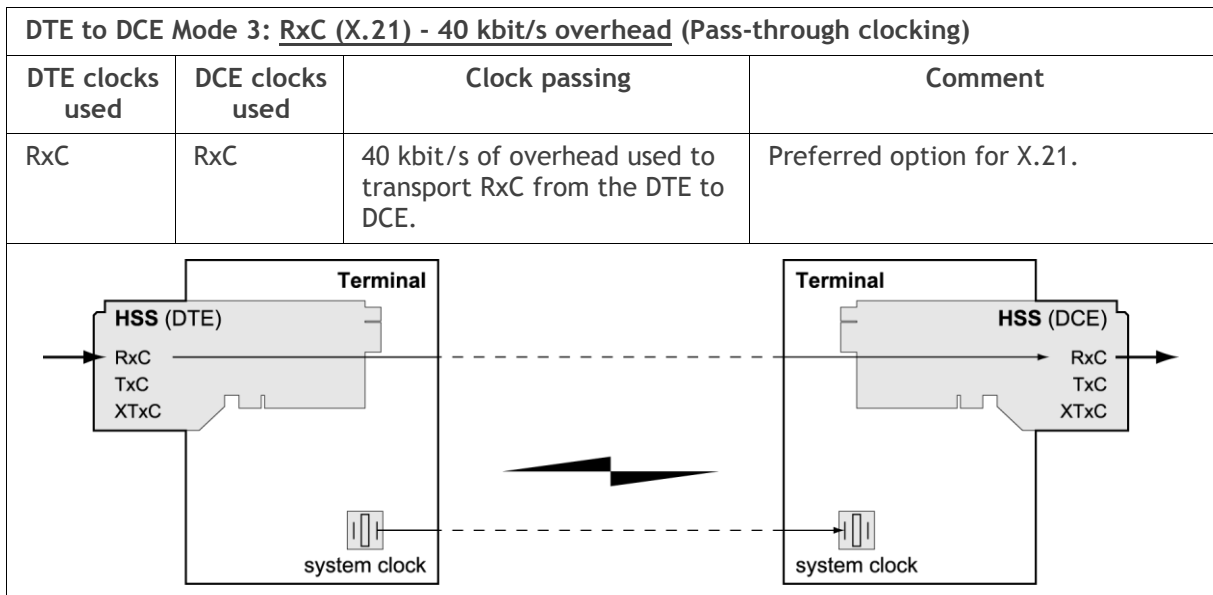 DTE to DCE Mode 3: RxC (X.21) - 40 kbit/s overhead (Pass-through clocking)
DTE clocks used
DCE clocks used
Clock passing
Comment
RxC
RxC
40 kbit/s of overhead used to
transport RxC from the DTE to
DCE.
Preferred option for X.21.
Terminal
HSS (DTE)
RxC
TxC
XTxC
system clock
Terminal
HSS (DCE)
RxC
TxC
XTxC
system clock